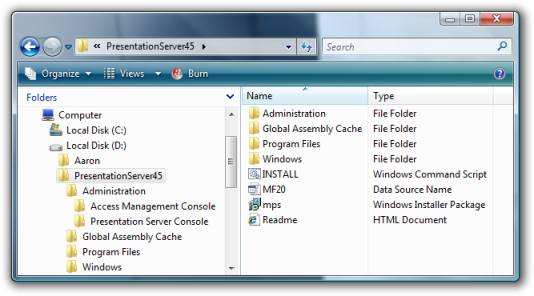 « PresentationServer45
Search
Organize Views Burn
Folders
Computer
Local Disk (C:)
Local Disk (D:)
Aaron
PresentationServer45
Administration
Access Management Console
Presentation Server Console
Global Assembly Cache
Program Files
Windows
Name Type
Administration File Folder
Global Assembly Cache File Folder
Program Files File Folder
Windows File Folder
INSTALL Windows Command Script
MF20 Data Source Name
mps Windows Installer Package
Readme HTML Document